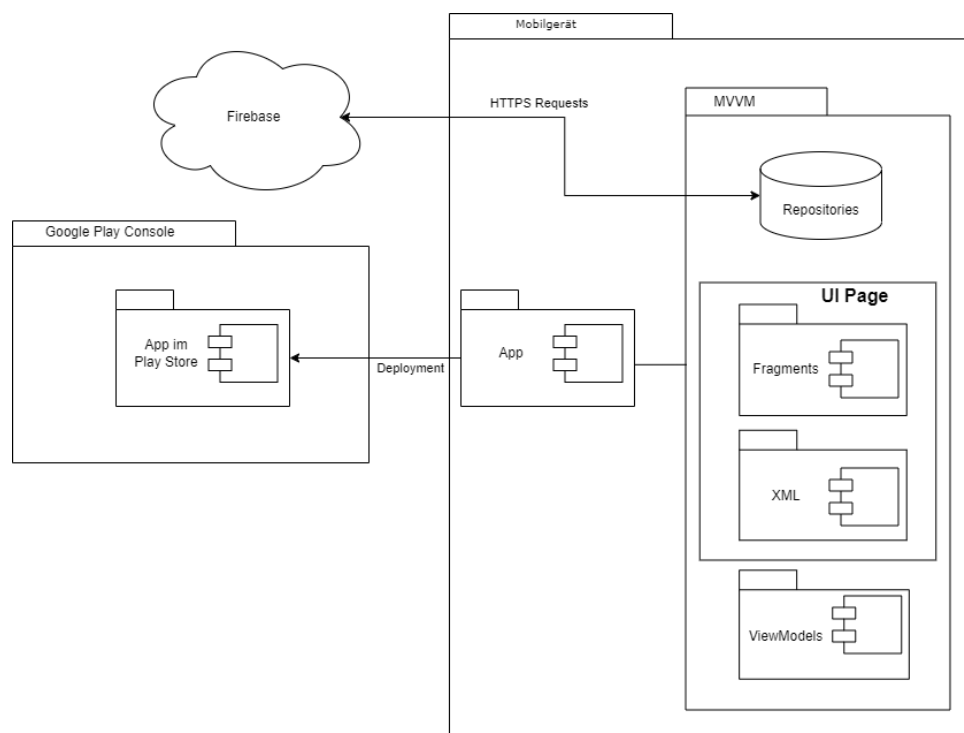 Mobilgerät
Firebase
HTTPS Requests
MVVM
Repositories
Google Play Console
App im
Play Store
Deployment
App
UI Page
Fragments
XML
ViewModels